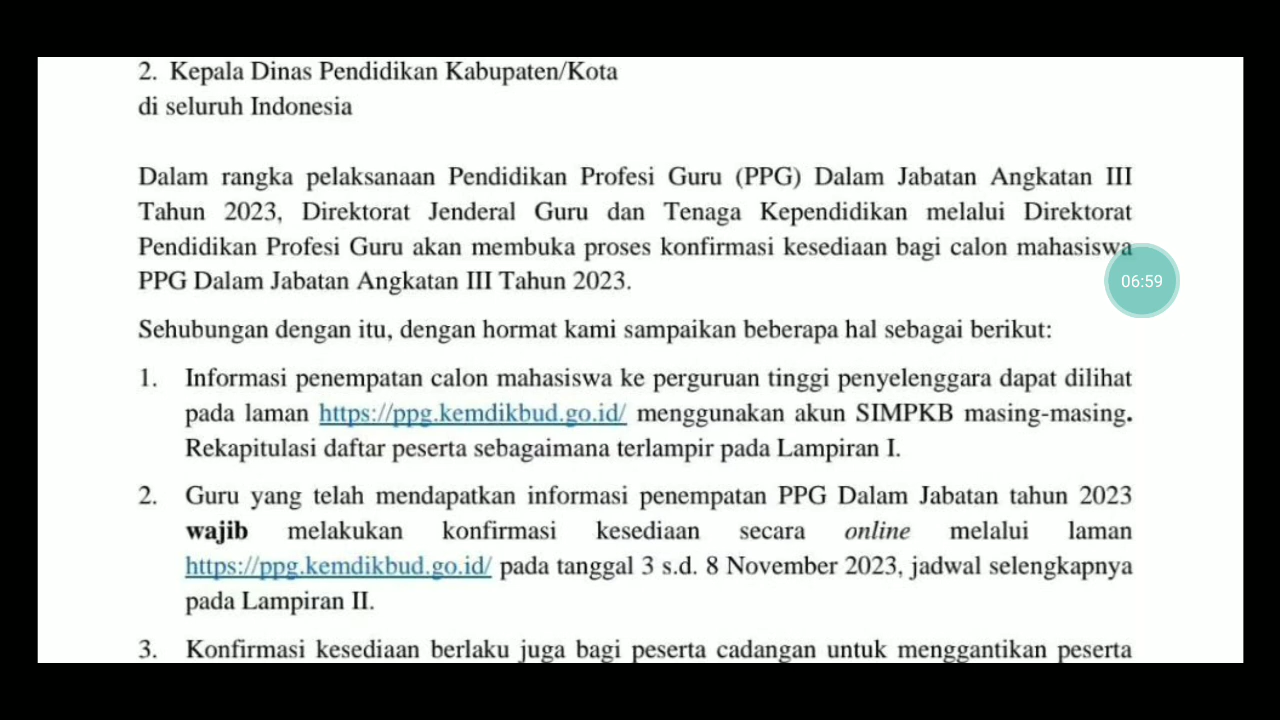 2. Kepala Dinas Pendidikan Kabupaten/Kota
di seluruh Indonesia
Dalam rangka pelaksanaan Pendidikan Profesi Guru (PPG) Dalam Jabatan Angkatan III
Tahun 2023, Direktorat Jenderal Guru dan Tenaga Kependidikan melalui Direktorat
Pendidikan Profesi Guru akan membuka proses konfirmasi kesediaan bagi calon mahasiswa
PPG Dalam Jabatan Angkatan III Tahun 2023.
06:59
Sehubungan dengan itu, dengan hormat kami sampaikan beberapa hal sebagai berikut:
1. Informasi penempatan calon mahasiswa ke perguruan tinggi penyelenggara dapat dilihat
pada laman https://ppg.kemdikbud.go.id/ menggunakan akun SIMPKB masing-masing.
Rekapitulasi daftar peserta sebagaimana terlampir pada Lampiran I.
2. Guru yang telah mendapatkan informasi penempatan PPG Dalam Jabatan tahun 2023
wajib melakukan konfirmasi kesediaan secara online melalui laman
https://ppg.kemdikbud.go.id/ pada tanggal 3 s.d. 8 November 2023, jadwal selengkapnya
pada Lampiran II.
3. Konfirmasi kesediaan berlaku juga bagi peserta cadangan untuk menggantikan peserta